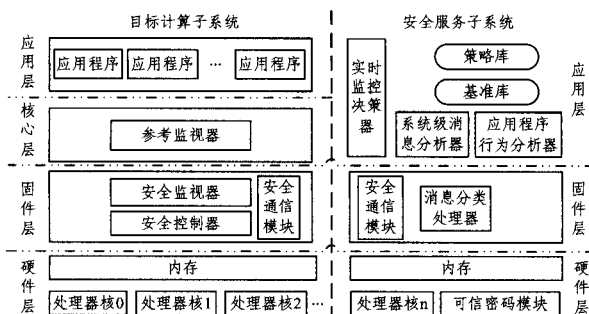 目标计算子系统
安全服务子系统
应用层
应用程序 应用程序 … 应用程序
实时监控决策器
策略库
基准库
系统级消息分析器
应用程序行为分析器
应用层
核心层
参考监视器
固件层
安全监视器
安全控制器
安全通信模块
安全通信模块
消息分类处理器
固件层
硬件层
内存
处理器核0 处理器核1 处理器核2 …
内存
处理器核n 可信密码模块
硬件层